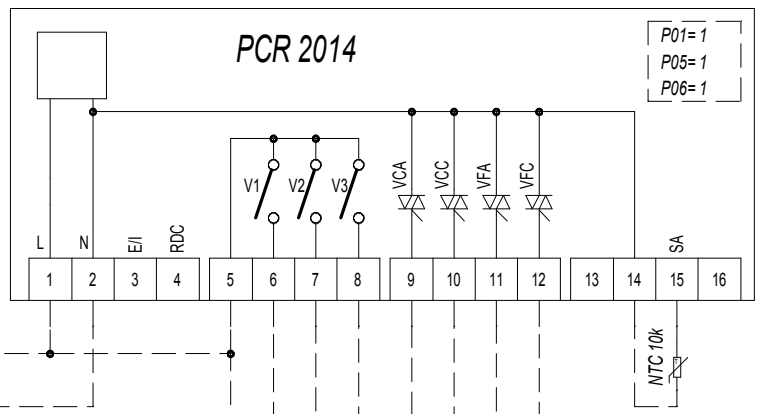 PCR 2014
P01= 1
P05= 1
P06= 1
V1 V2 V3
VCA VCC VFA VFC
L N E/I RDC SA
1 2 3 4 5 6 7 8 9 10 11 12 13 14 15 16
NTC 10k